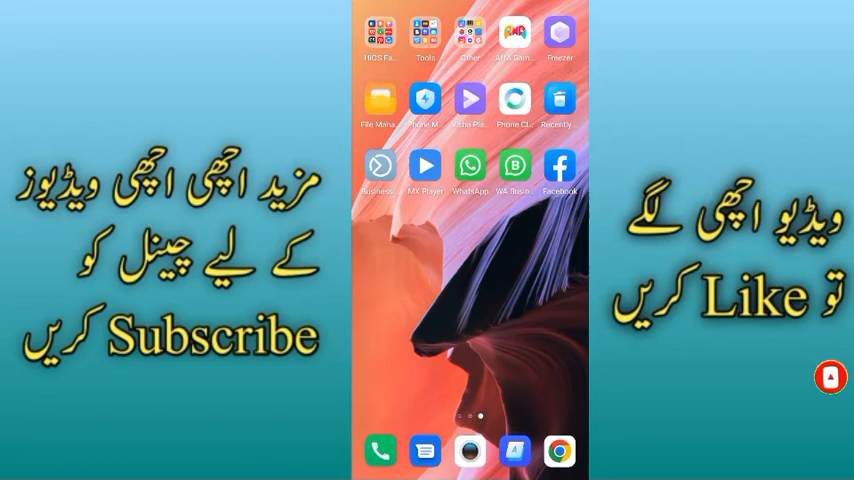 مزید اچھی اچھی ویڈیوز
کے لیے چینل کو
Subscribe کریں
HiOS Fa...
Tools
Other
AHA Gam...
Freezer
File Mana...
Phone M...
Visha Pla...
Phone Cl...
Recently...
Business...
MX Player
WhatsApp
WA Busin...
Facebook
ویڈیو اچھی لگے
تو Like کریں